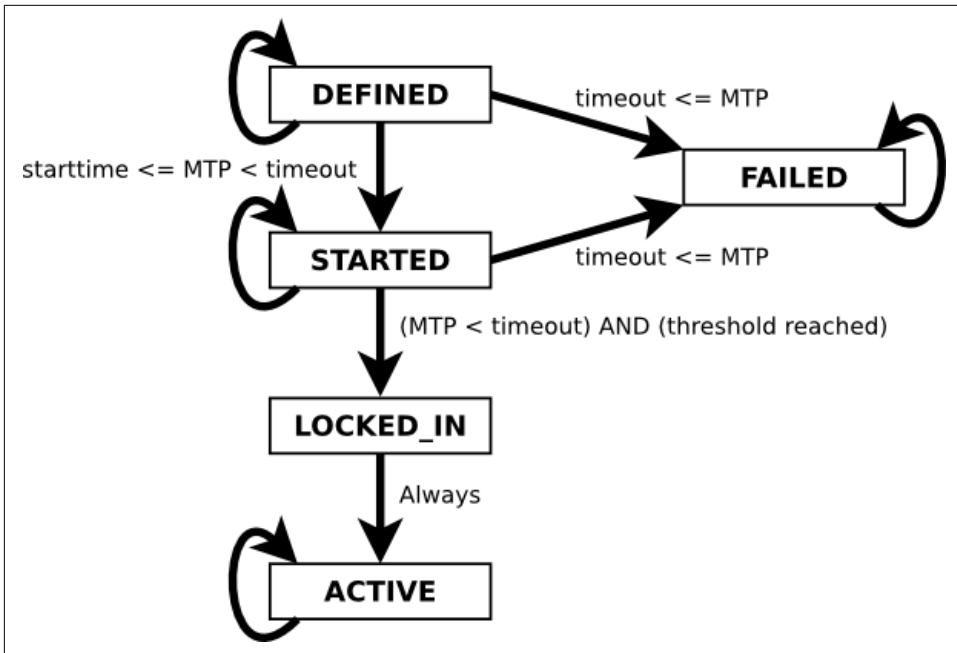 DEFINED
timeout <= MTP
starttime <= MTP < timeout
FAILED
STARTED
timeout <= MTP
(MTP < timeout) AND (threshold reached)
LOCKED_IN
Always
ACTIVE